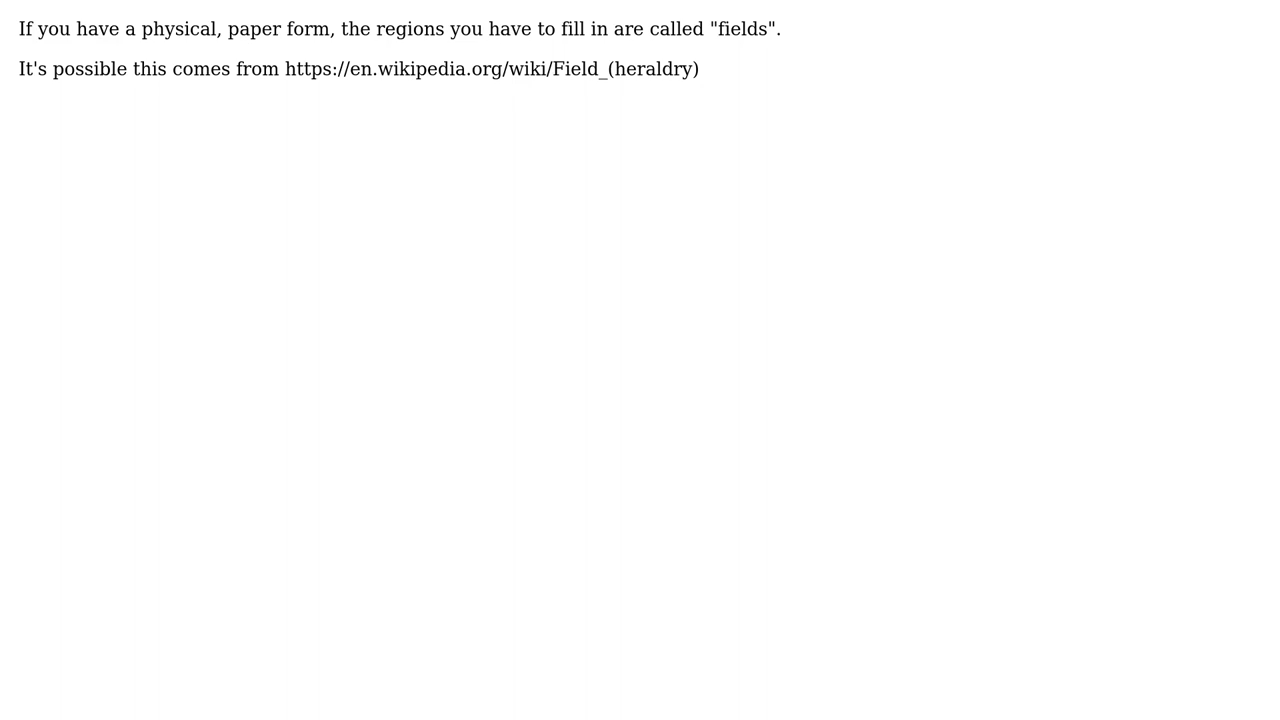 If you have a physical, paper form, the regions you have to fill in are called "fields".
It's possible this comes from https://en.wikipedia.org/wiki/Field_(heraldry)